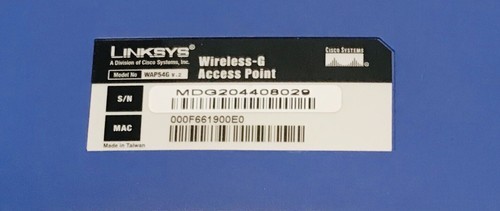 LINKSYS®
A Division of Cisco Systems, Inc.
Wireless-G
Access Point
CISCO SYSTEMS
Model No WAP54G v.2
S/N
MDG204408029
MAC
000F661900E0
Made in Taiwan